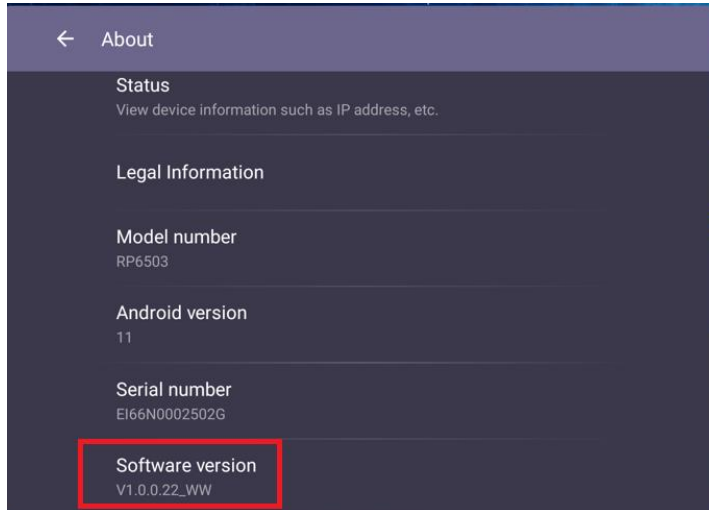 About
Status
View device information such as IP address, etc.
Legal Information
Model number
RP6503
Android version
11
Serial number
EI66N0002502G
Software version
V1.0.0.22_WW